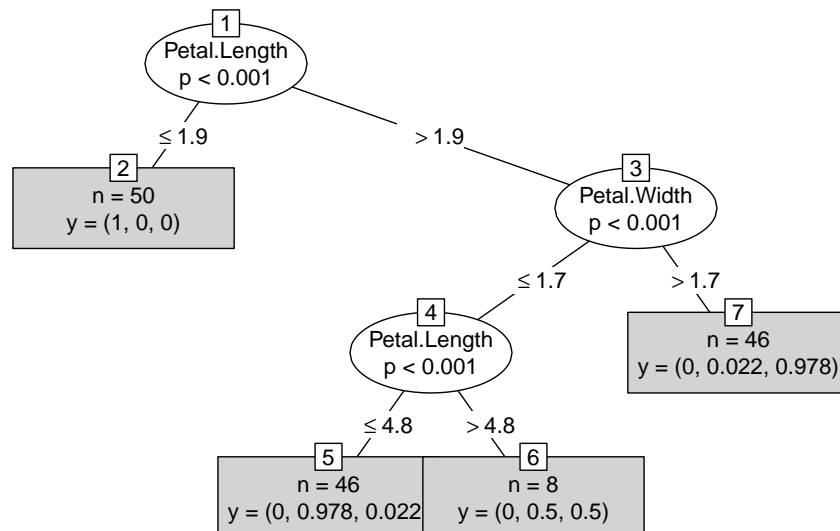 1
Petal.Length
p < 0.001
≤ 1.9
> 1.9
2
n = 50
y = (1, 0, 0)
3
Petal.Width
p < 0.001
≤ 1.7
> 1.7
4
Petal.Length
p < 0.001
7
n = 46
y = (0, 0.022, 0.978)
≤ 4.8
> 4.8
5
n = 46
y = (0, 0.978, 0.022
6
n = 8
y = (0, 0.5, 0.5)